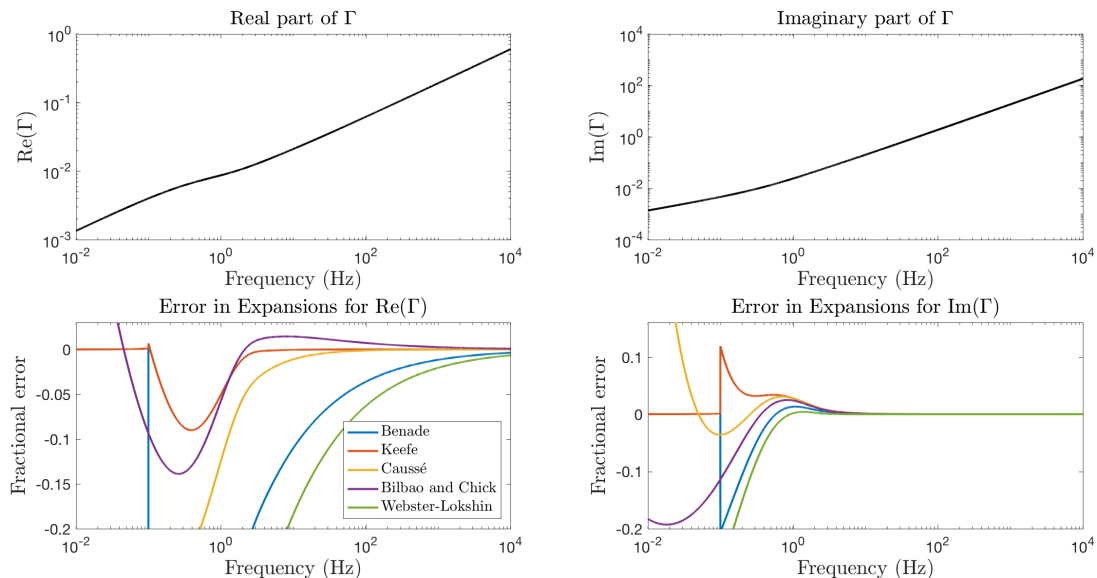 Real part of Γ
10^0
10^-1
10^-2
10^-3
Re(Γ)
10^-2 10^0 10^2 10^4
Frequency (Hz)
Imaginary part of Γ
10^4
10^2
10^0
10^-2
10^-4
Im(Γ)
10^-2 10^0 10^2 10^4
Frequency (Hz)
Error in Expansions for Re(Γ)
0
-0.05
-0.1
-0.15
-0.2
Fractional error
Benade
Keefe
Caussé
Bilbao and Chick
Webster-Lokshin
10^-2 10^0 10^2 10^4
Frequency (Hz)
Error in Expansions for Im(Γ)
0.1
0
-0.1
-0.2
Fractional error
10^-2 10^0 10^2 10^4
Frequency (Hz)